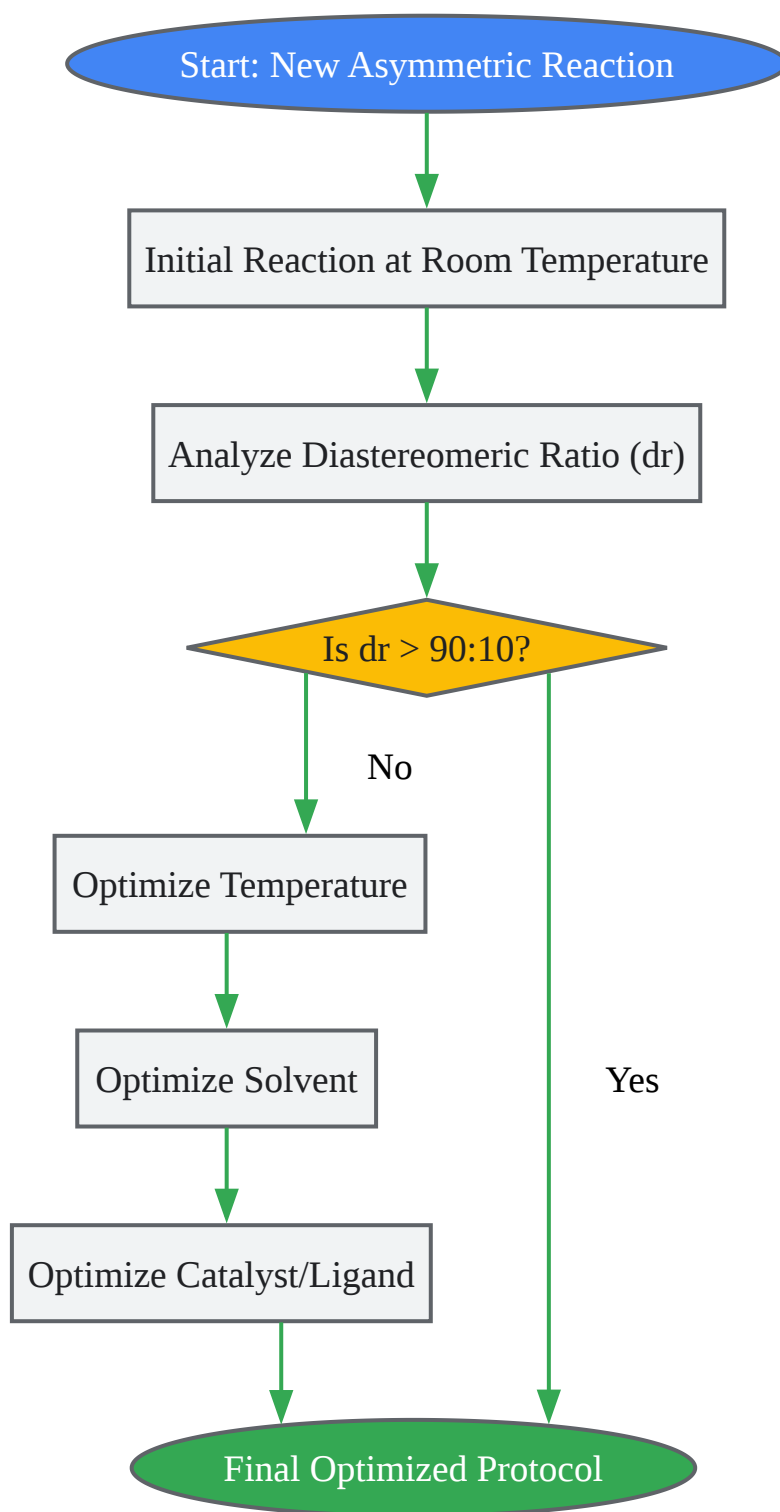 Start: New Asymmetric Reaction
Initial Reaction at Room Temperature
Analyze Diastereomeric Ratio (dr)
Is dr > 90:10?
No
Optimize Temperature
Optimize Solvent
Yes
Optimize Catalyst/Ligand
Final Optimized Protocol